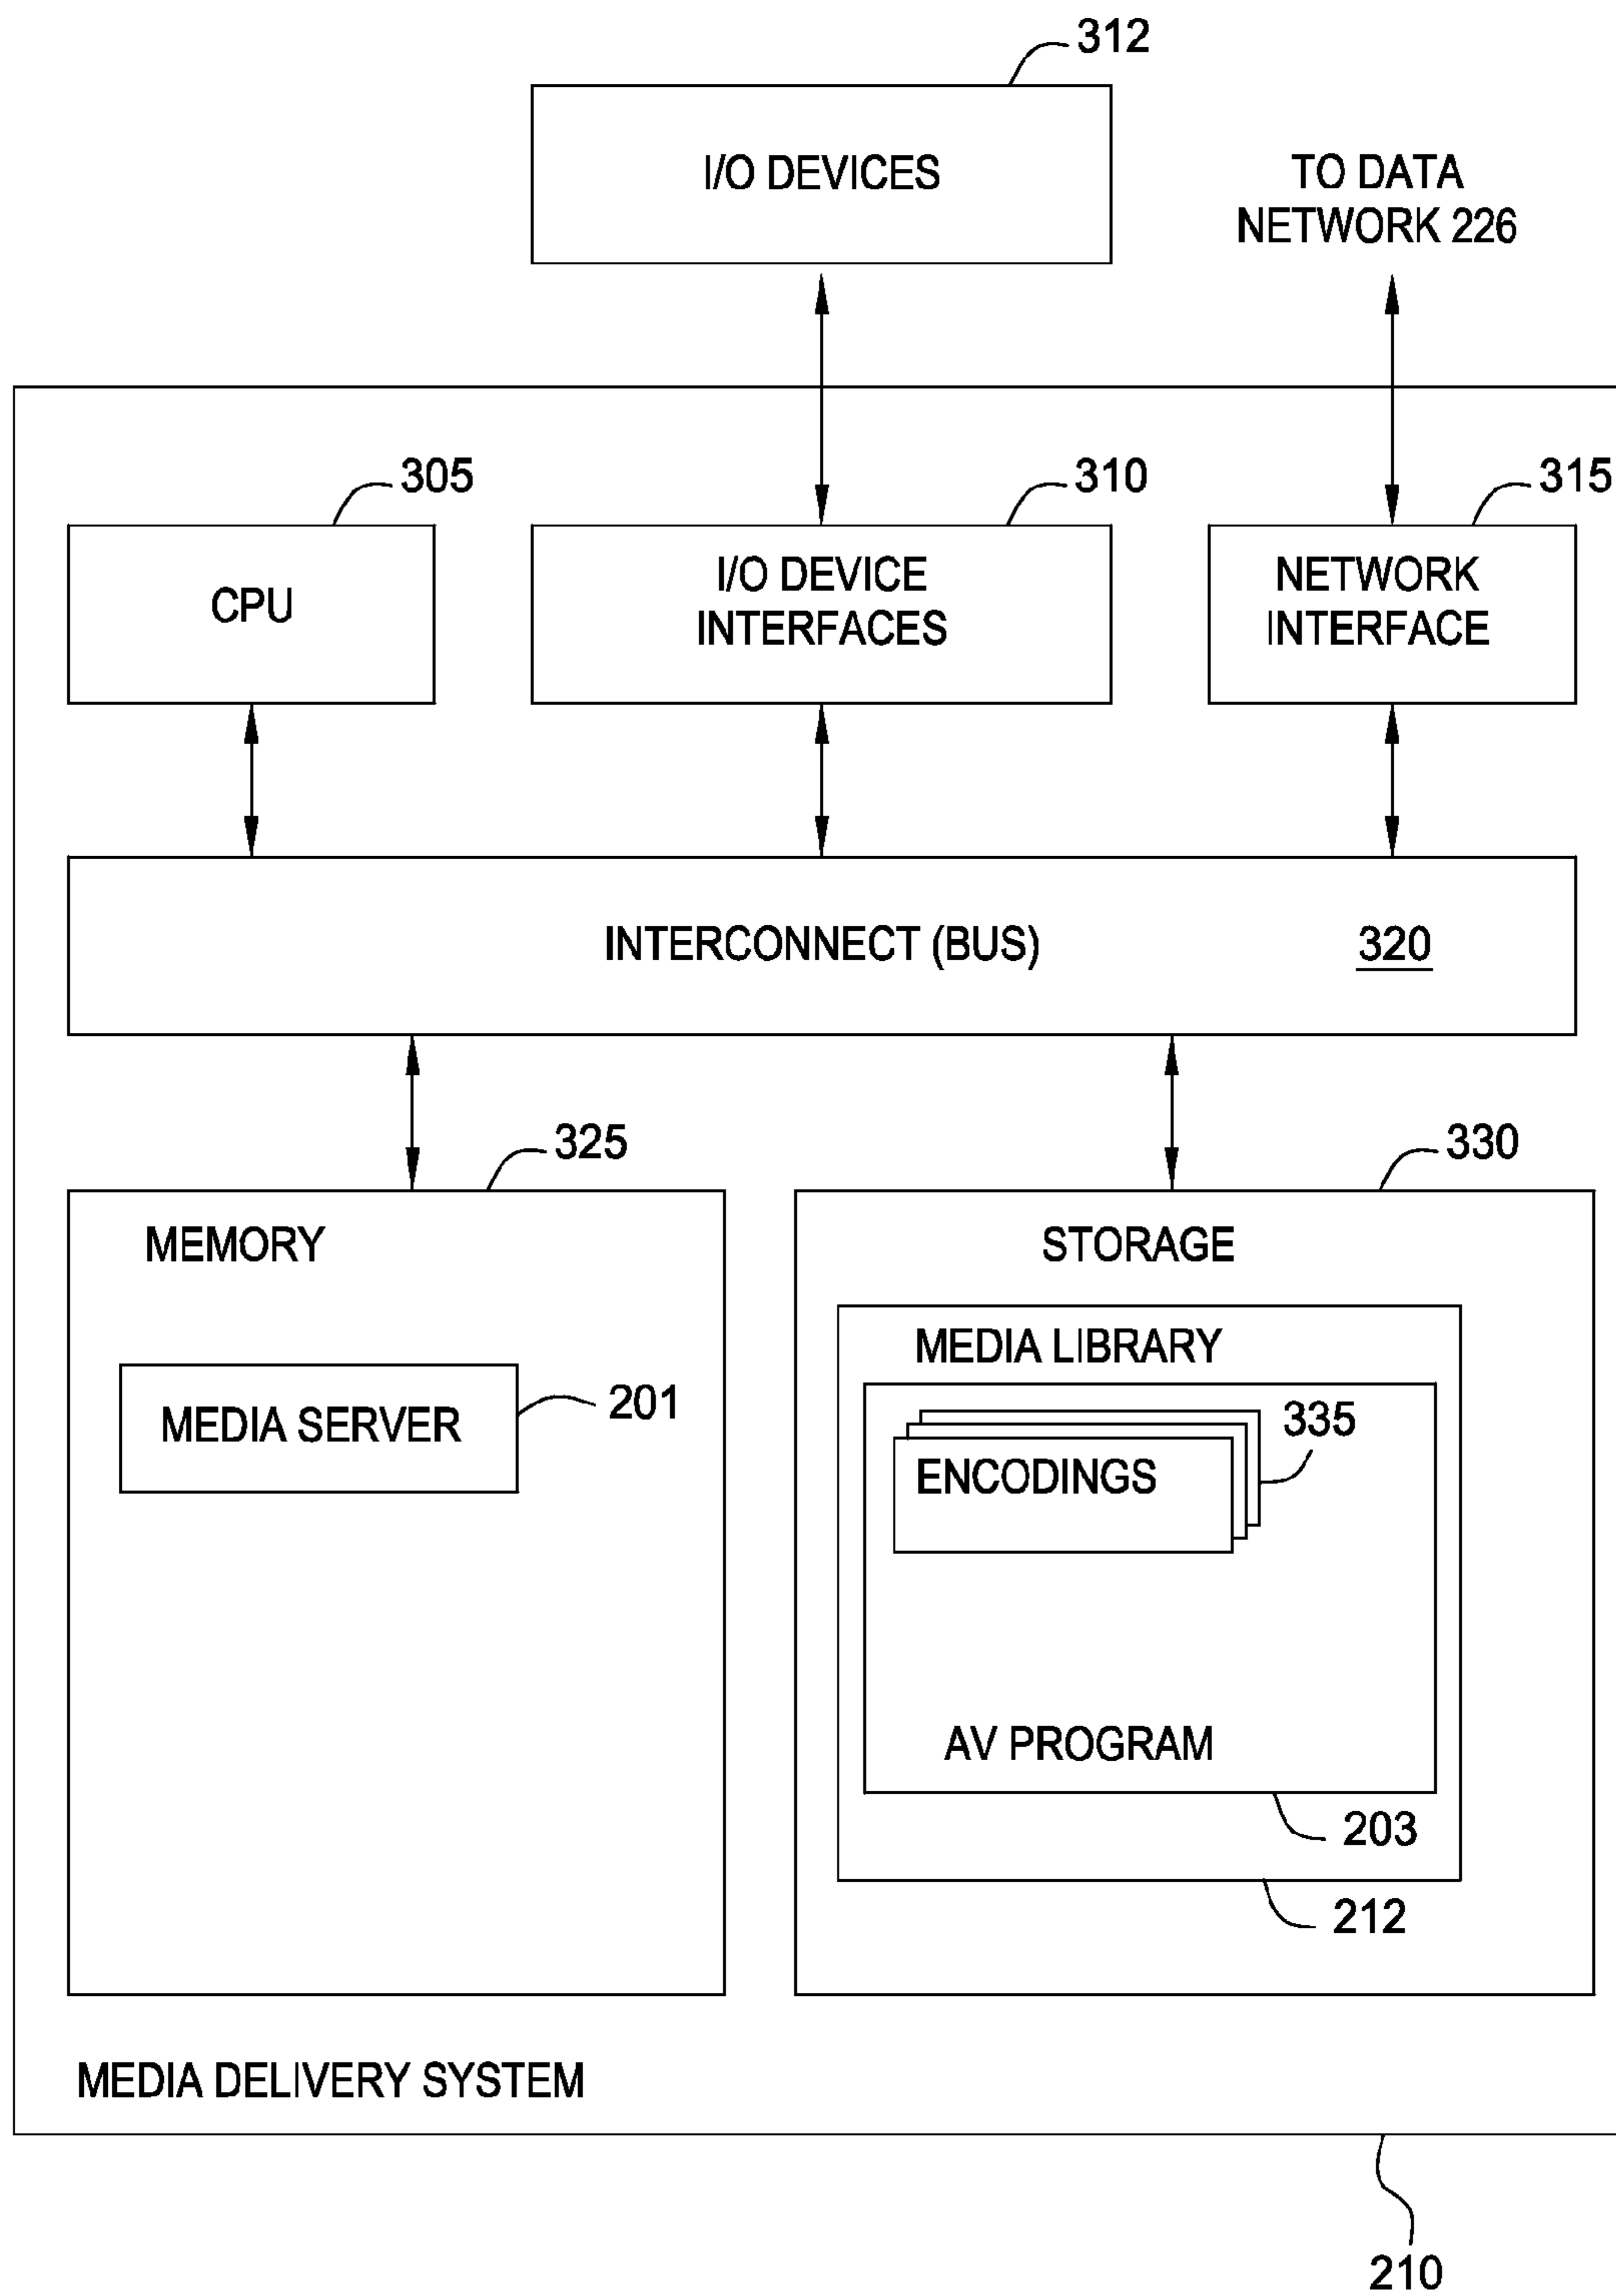 312
I/O DEVICES
TO DATA
NETWORK 226
305
310
315
CPU
I/O DEVICE
INTERFACES
NETWORK
INTERFACE
INTERCONNECT (BUS)
320
325
330
MEMORY
STORAGE
MEDIA LIBRARY
MEDIA SERVER
201
335
ENCODINGS
AV PROGRAM
203
212
MEDIA DELIVERY SYSTEM
210